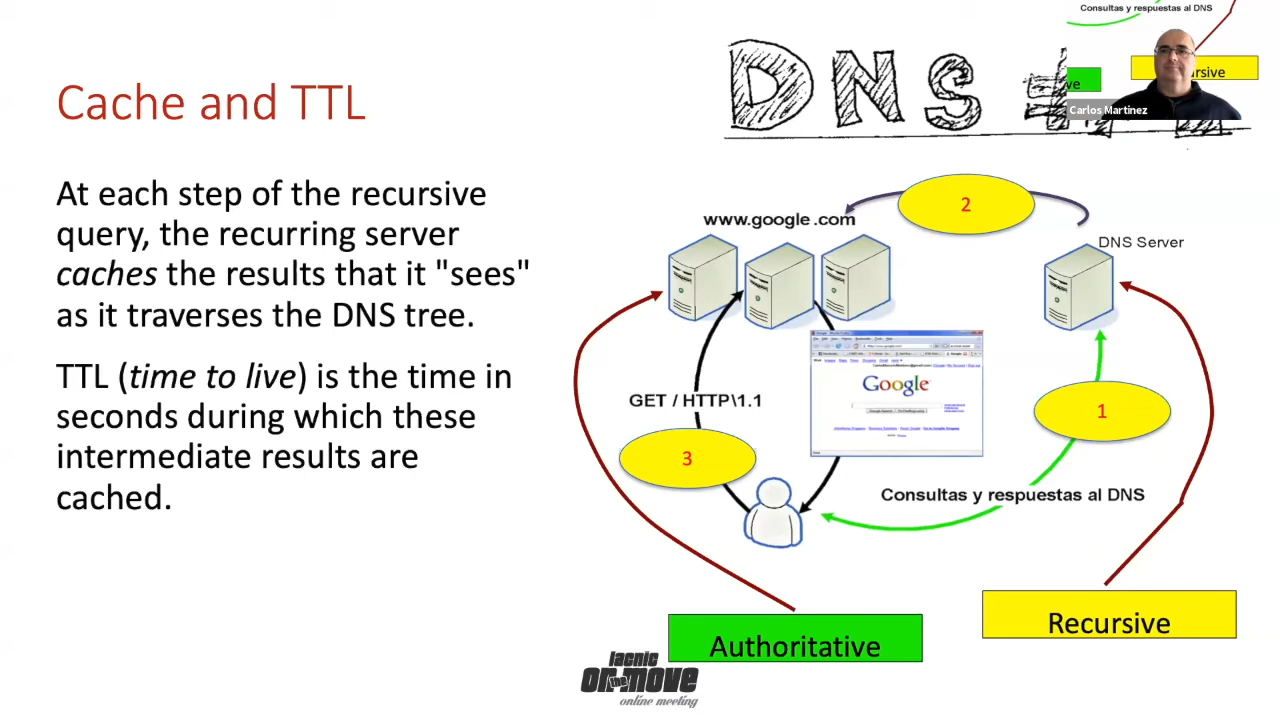 Consultas y respuestas al DNS
DNS
Carlos Martinez
Cache and TTL
At each step of the recursive
query, the recurring server
caches the results that it "sees"
as it traverses the DNS tree.
TTL (time to live) is the time in
seconds during which these
intermediate results are
cached.
2
www.google.com
DNS Server
Google
GET / HTTP\1.1
1
3
Consultas y respuestas al DNS
Authoritative
Recursive
lacnic
on the move
online meeting